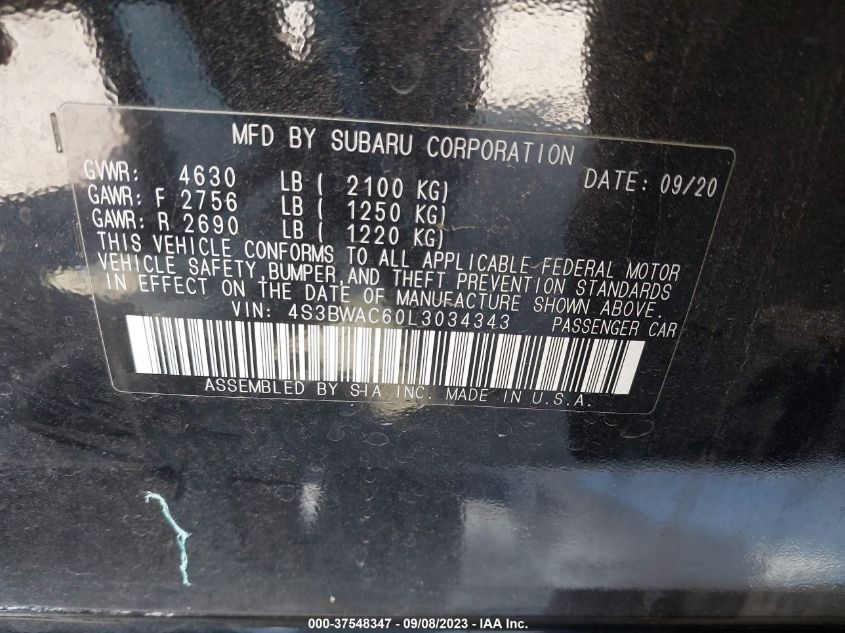 MFD BY SUBARU CORPORATION
GVWR: 4630 LB ( 2100 KG) DATE: 09/20
GAWR: F 2756 LB ( 1250 KG)
GAWR: R 2690 LB ( 1220 KG)
THIS VEHICLE CONFORMS TO ALL APPLICABLE FEDERAL MOTOR
VEHICLE SAFETY, BUMPER, AND THEFT PREVENTION STANDARDS
IN EFFECT ON THE DATE OF MANUFACTURE SHOWN ABOVE.
VIN: 4S3BWAC60L3034343 PASSENGER CAR
ASSEMBLED BY SIA INC. MADE IN U.S.A.
000-37548347 - 09/08/2023 - IAA Inc.